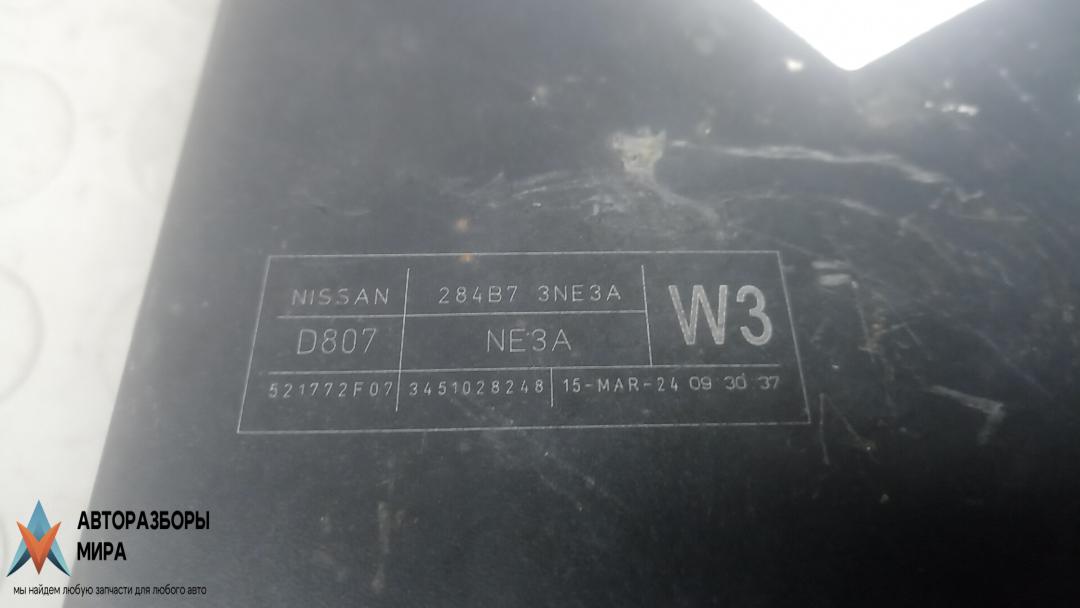 NISSAN 284B7 3NE3A W3
D807 NE3A
521772F07 3451028248 15-MAR-24 09 30 37
АВТОРАЗБОРЫ
МИРА
мы найдем любую запчасти для любого авто